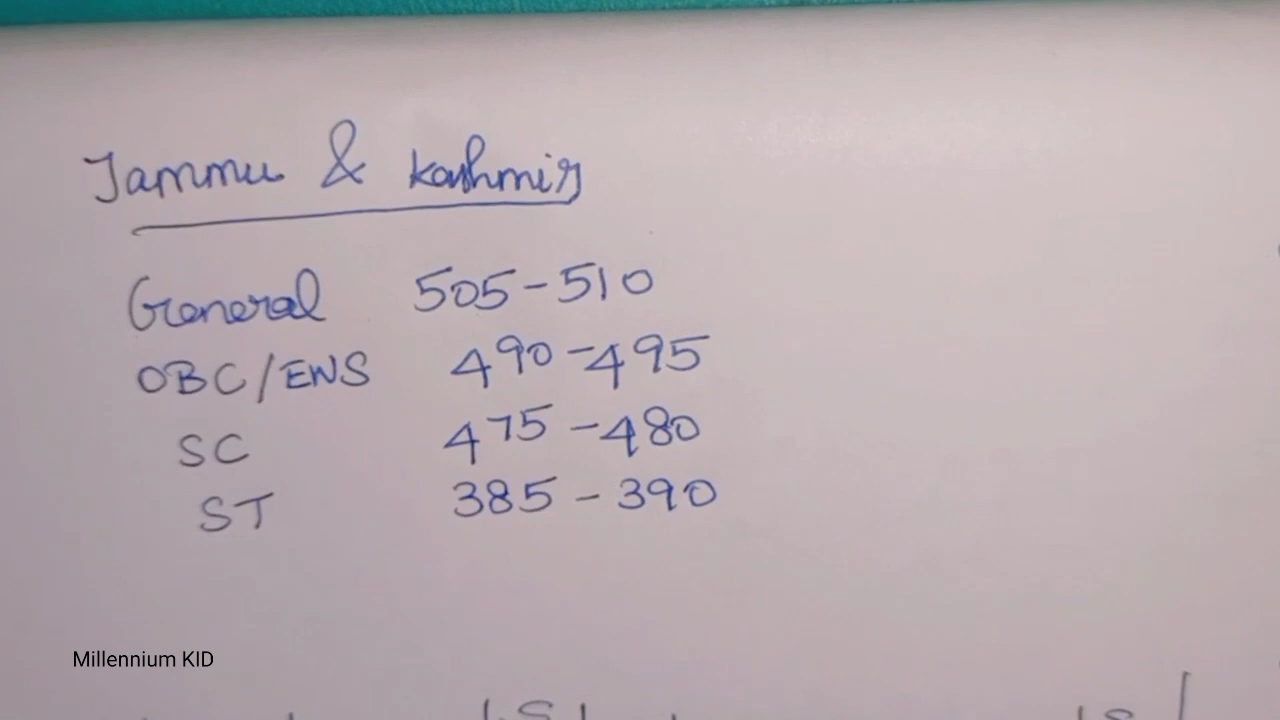 Jammu & Kashmir
General 505-510
OBC/EWS 490-495
SC 475-480
ST 385-390
Millennium KID